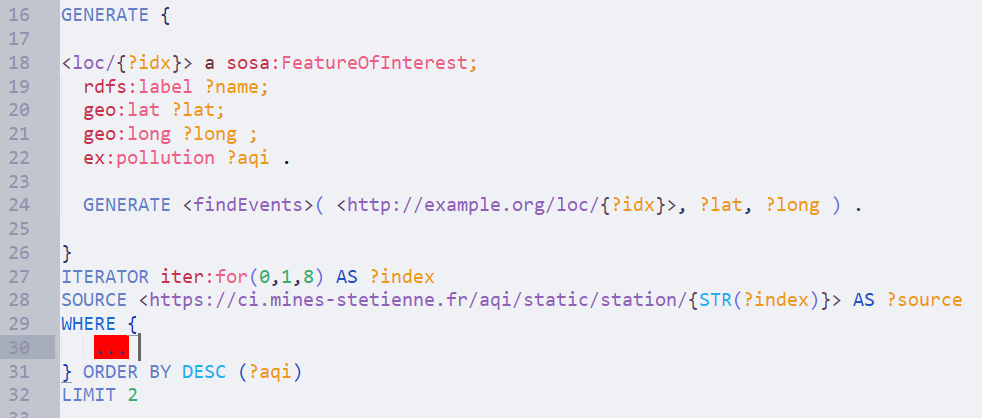 16 GENERATE {
17
18 <loc/{?idx}> a sosa:FeatureOfInterest;
19 rdfs:label ?name;
20 geo:lat ?lat;
21 geo:long ?long ;
22 ex:pollution ?aqi .
23
24 GENERATE <findEvents>( <http://example.org/loc/{?idx}>, ?lat, ?long ) .
25
26 }
27 ITERATOR iter:for(0,1,8) AS ?index
28 SOURCE <https://ci.mines-stetienne.fr/aqi/static/station/{STR(?index)}> AS ?source
29 WHERE {
30 ...
31 } ORDER BY DESC (?aqi)
32 LIMIT 2
33